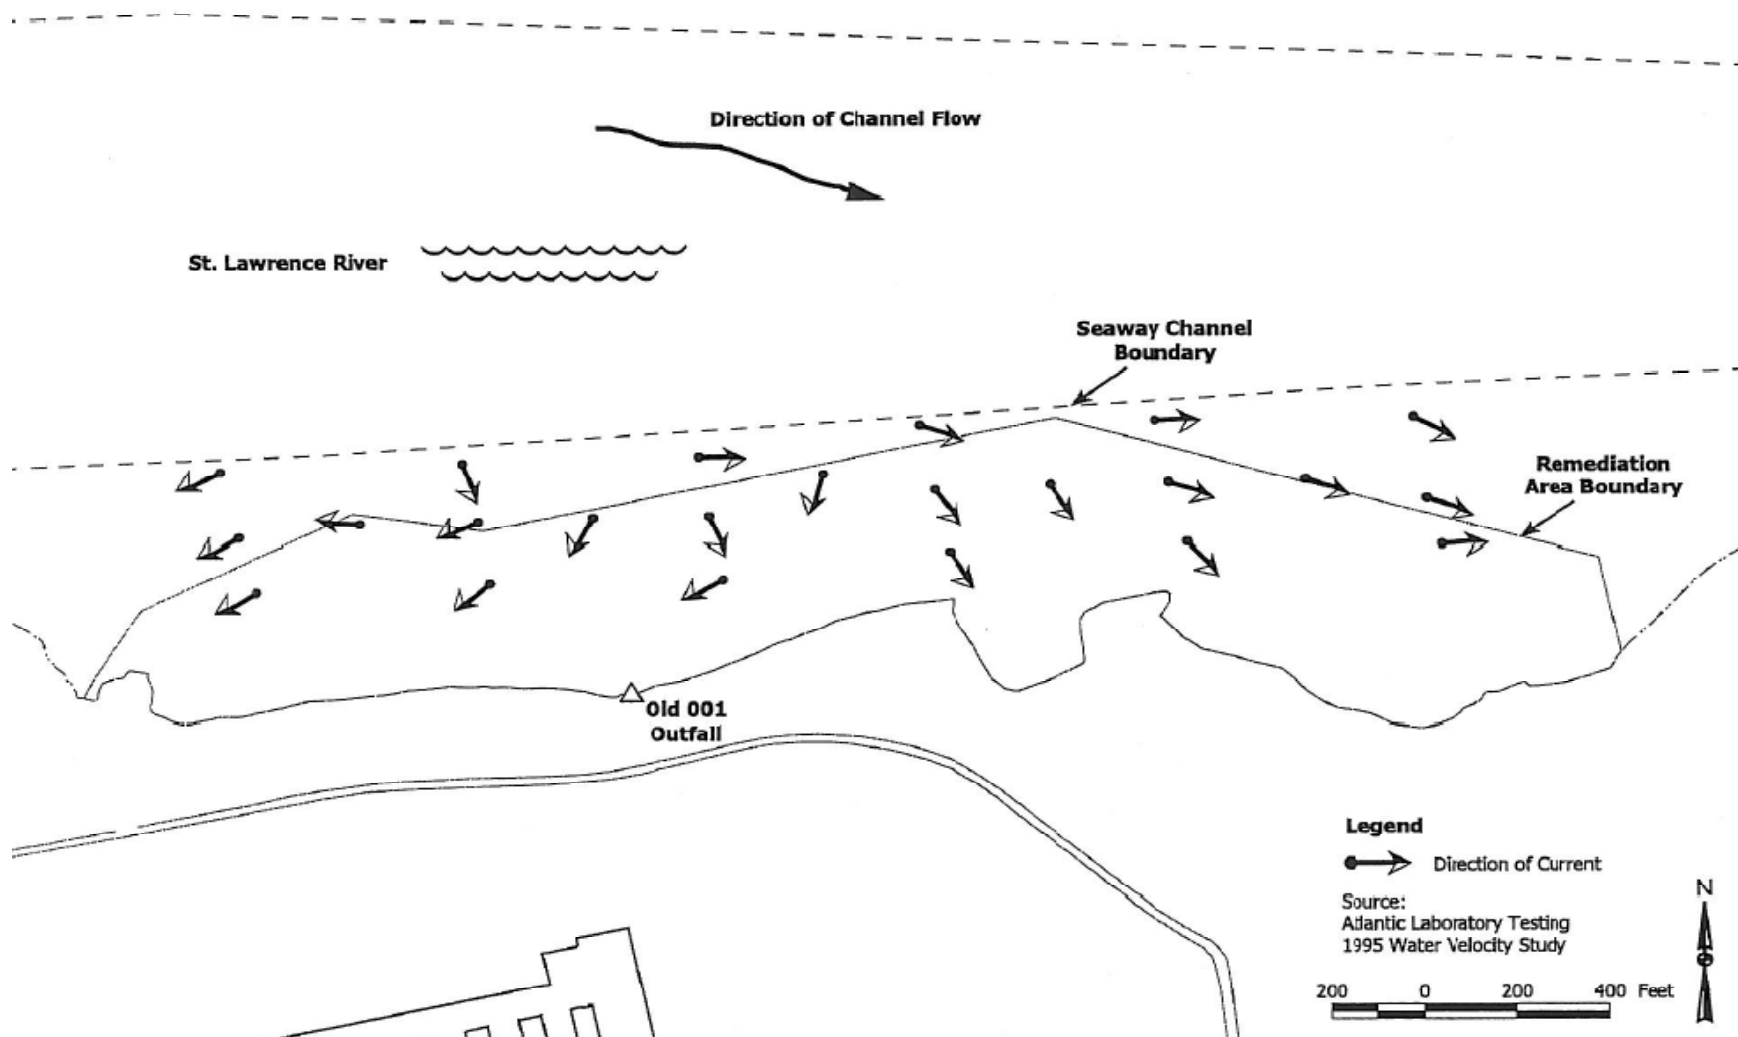 Direction of Channel Flow
St. Lawrence River
Seaway Channel
Boundary
Remediation
Area Boundary
Old 001
Outfall
Legend
Direction of Current
Source:
Atlantic Laboratory Testing
1995 Water Velocity Study
N
200 0 200 400 Feet